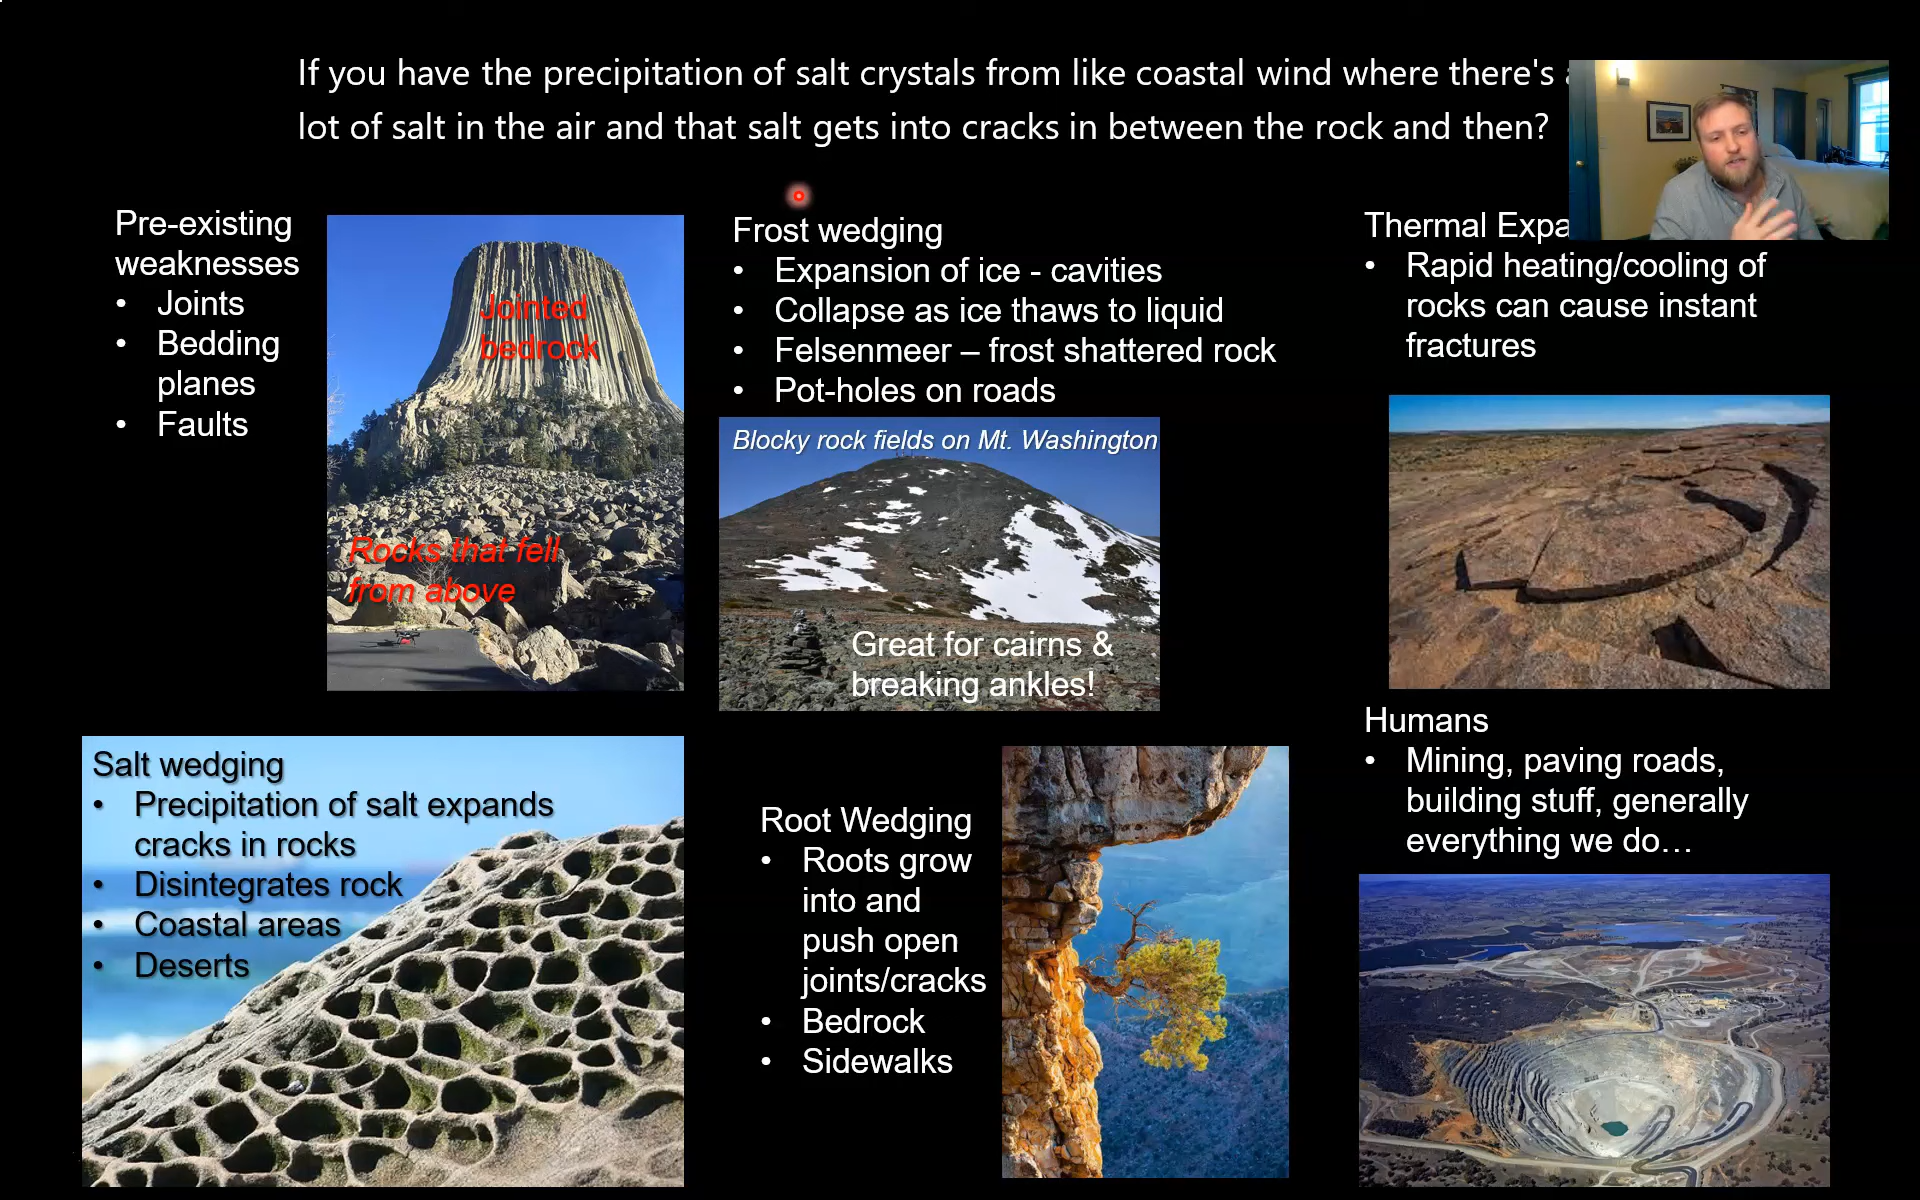 If you have the precipitation of salt crystals from like coastal wind where there's
lot of salt in the air and that salt gets into cracks in between the rock and then?
Pre-existing
weaknesses
• Joints
• Bedding
planes
• Faults
Jointed
bedrock
Rocks that fell
from above
Frost wedging
• Expansion of ice - cavities
• Collapse as ice thaws to liquid
• Felsenmeer – frost shattered rock
• Pot-holes on roads
Blocky rock fields on Mt. Washington
Great for cairns &
breaking ankles!
Thermal Expa
• Rapid heating/cooling of
rocks can cause instant
fractures
Salt wedging
• Precipitation of salt expands
cracks in rocks
• Disintegrates rock
• Coastal areas
• Deserts
Root Wedging
• Roots grow
into and
push open
joints/cracks
• Bedrock
• Sidewalks
Humans
• Mining, paving roads,
building stuff, generally
everything we do…